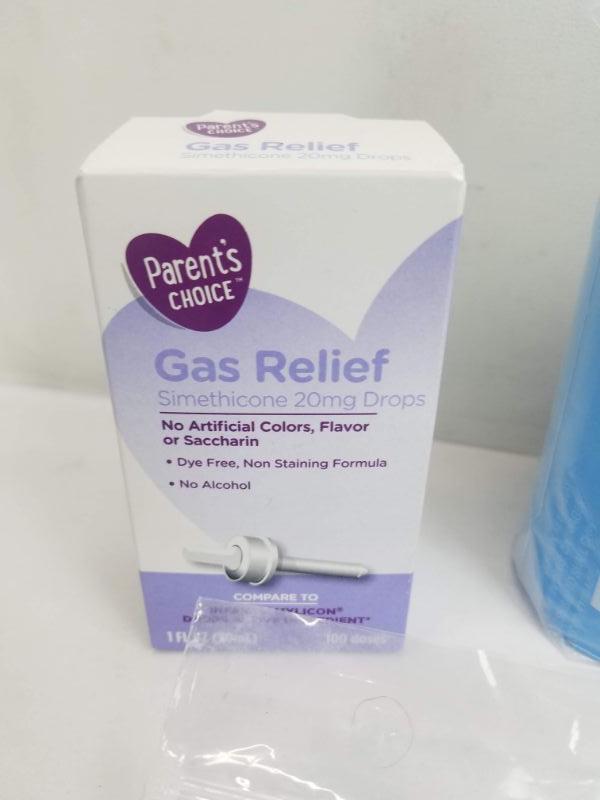 Parent's
CHOICE
Gas Relief
Simethicone 20mg Drops
Parent's
CHOICE™
Gas Relief
Simethicone 20mg Drops
No Artificial Colors, Flavor
or Saccharin
• Dye Free, Non Staining Formula
• No Alcohol
COMPARE TO
100 doses